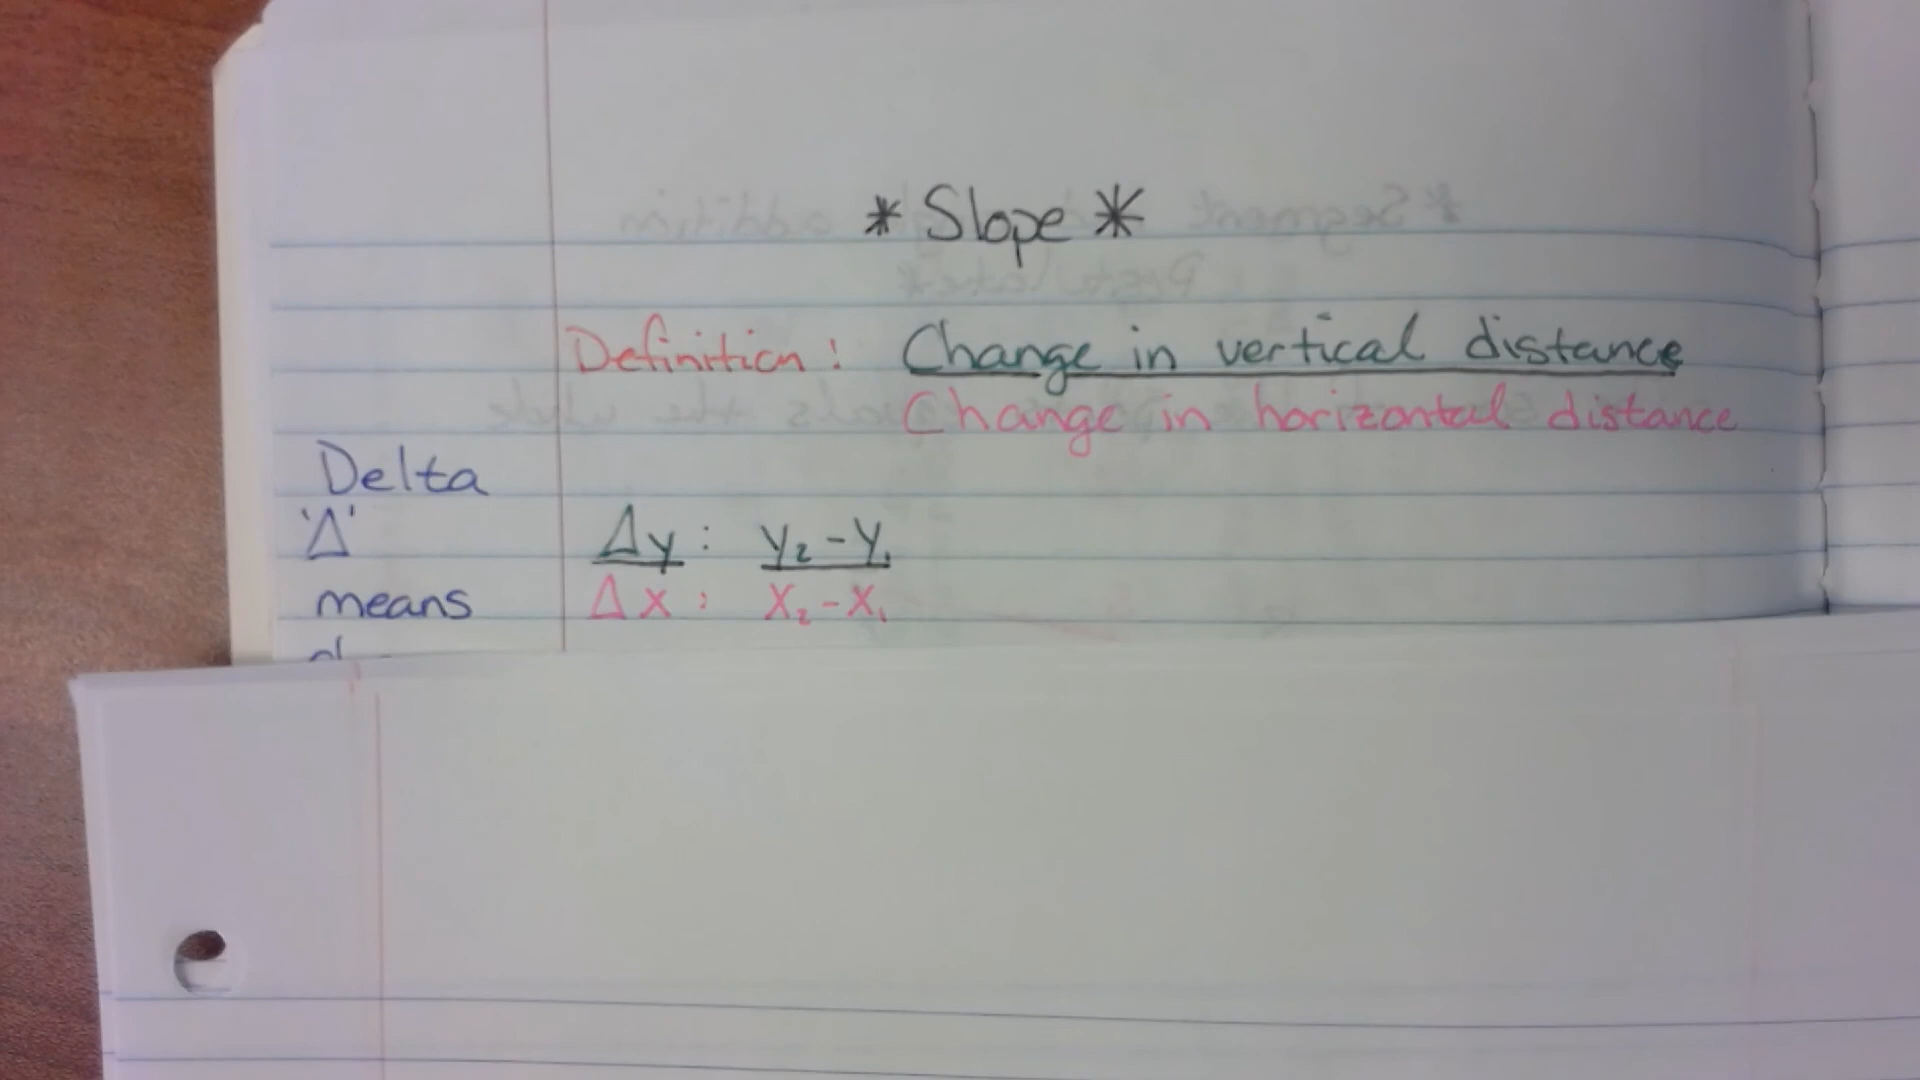 * Slope *
Definition: Change in vertical distance
Change in horizontal distance
Delta
'Δ'
means
Δy : y₂ - y₁
Δx : x₂ - x₁